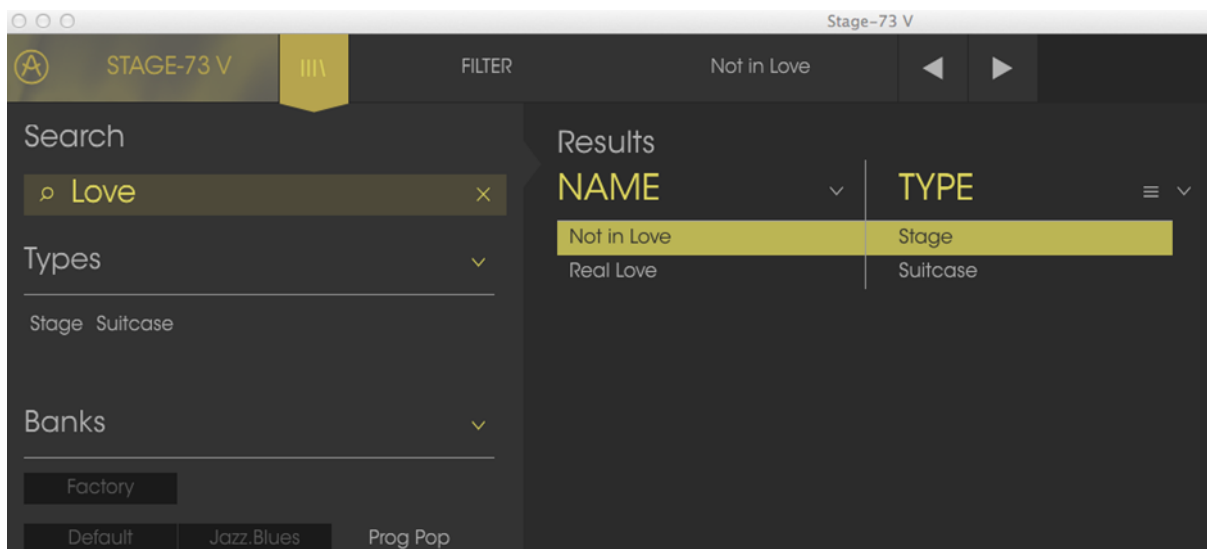 Stage-73 V
STAGE-73 V FILTER Not in Love
Search
Love
Types
Stage Suitcase
Banks
Factory
Default Jazz.Blues Prog Pop
Results
NAME TYPE
Not in Love Stage
Real Love Suitcase